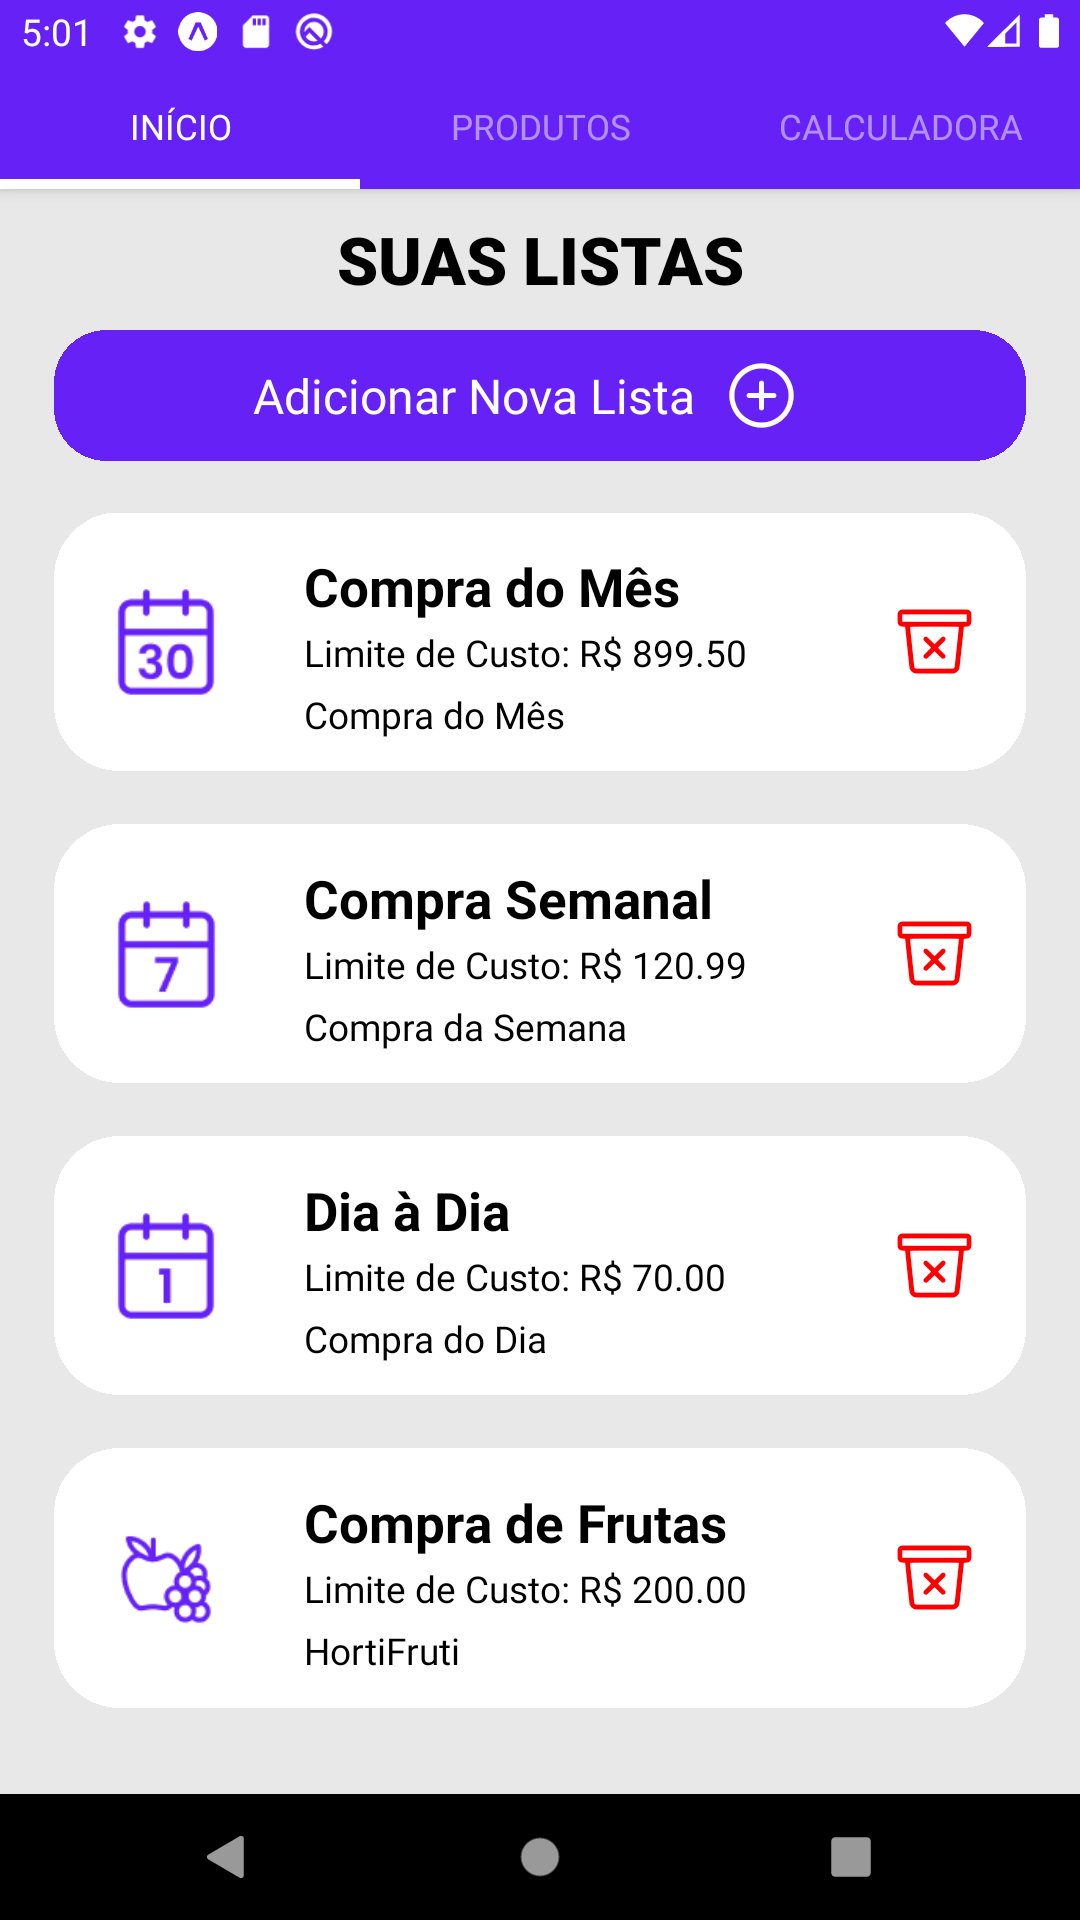 5:01
INÍCIO PRODUTOS CALCULADORA
SUAS LISTAS
Adicionar Nova Lista
30
Compra do Mês
Limite de Custo: R$ 899.50
Compra do Mês
7
Compra Semanal
Limite de Custo: R$ 120.99
Compra da Semana
1
Dia à Dia
Limite de Custo: R$ 70.00
Compra do Dia
Compra de Frutas
Limite de Custo: R$ 200.00
HortiFruti